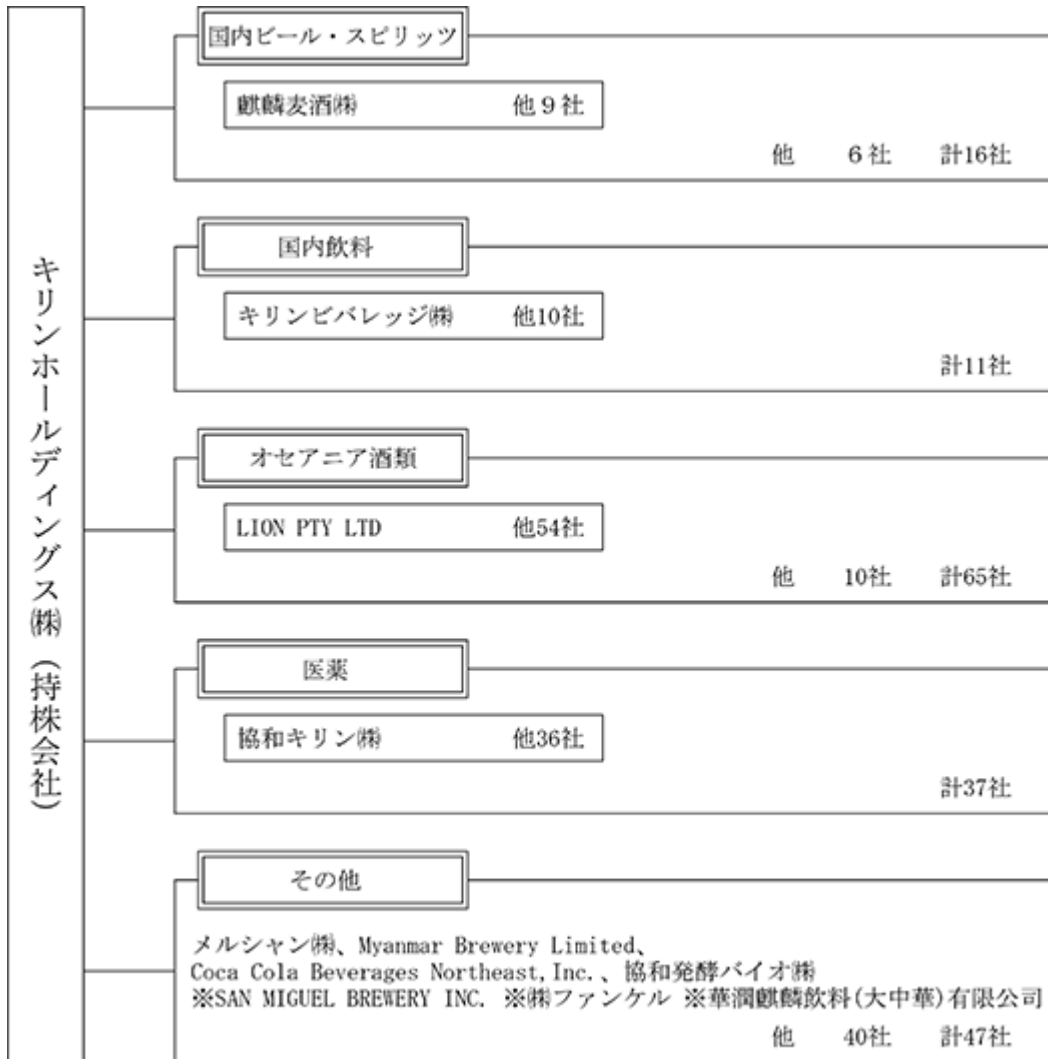 キリンホールディングス㈱（持株会社）
国内ビール・スピリッツ
麒麟麦酒㈱ 他９社
他 ６社 計16社
国内飲料
キリンビバレッジ㈱ 他10社
計11社
オセアニア酒類
LION PTY LTD 他54社
他 10社 計65社
医薬
協和キリン㈱ 他36社
計37社
その他
メルシャン㈱、Myanmar Brewery Limited、
Coca Cola Beverages Northeast,Inc.、協和発酵バイオ㈱
※SAN MIGUEL BREWERY INC. ※㈱ファンケル ※華潤麒麟飲料(大中華)有限公司
他 40社 計47社